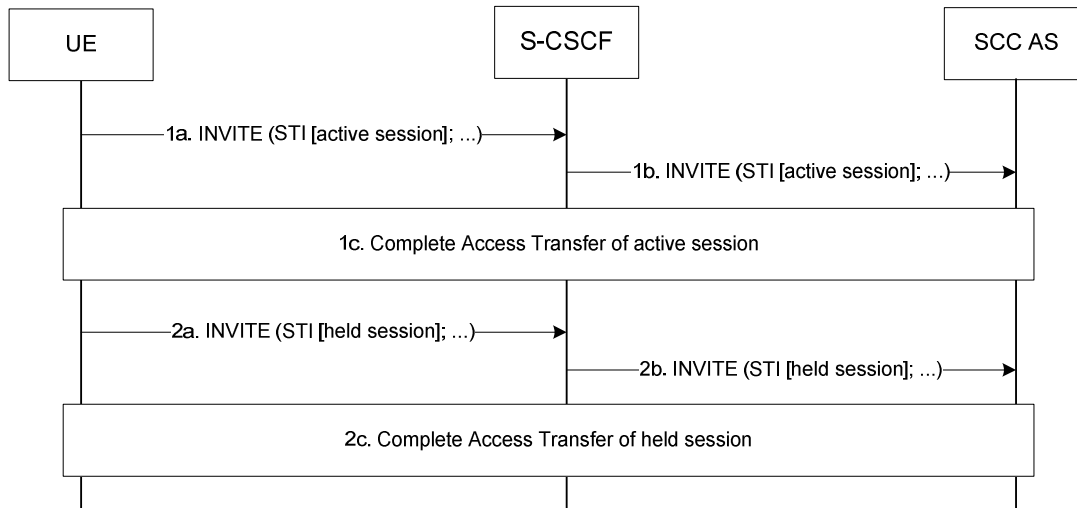 UE
S-CSCF
SCC AS
1a. INVITE (STI [active session]; ...)
1b. INVITE (STI [active session]; ...)
1c. Complete Access Transfer of active session
2a. INVITE (STI [held session]; ...)
2b. INVITE (STI [held session]; ...)
2c. Complete Access Transfer of held session